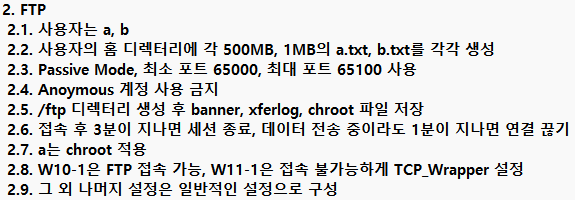 2. FTP
2.1. 사용자는 a, b
2.2. 사용자의 홈 디렉터리에 각 500MB, 1MB의 a.txt, b.txt를 각각 생성
2.3. Passive Mode, 최소 포트 65000, 최대 포트 65100 사용
2.4. Anoymous 계정 사용 금지
2.5. /ftp 디렉터리 생성 후 banner, xferlog, chroot 파일 저장
2.6. 접속 후 3분이 지나면 세션 종료, 데이터 전송 중이라도 1분이 지나면 연결 끊기
2.7. a는 chroot 적용
2.8. W10-1은 FTP 접속 가능, W11-1은 접속 불가능하게 TCP_Wrapper 설정
2.9. 그 외 나머지 설정은 일반적인 설정으로 구성